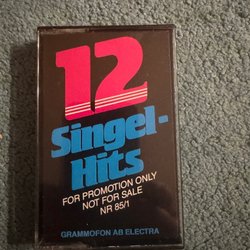 12
Singel-
Hits
FOR PROMOTION ONLY
NOT FOR SALE
NR 85/1
GRAMMOFON AB ELECTRA